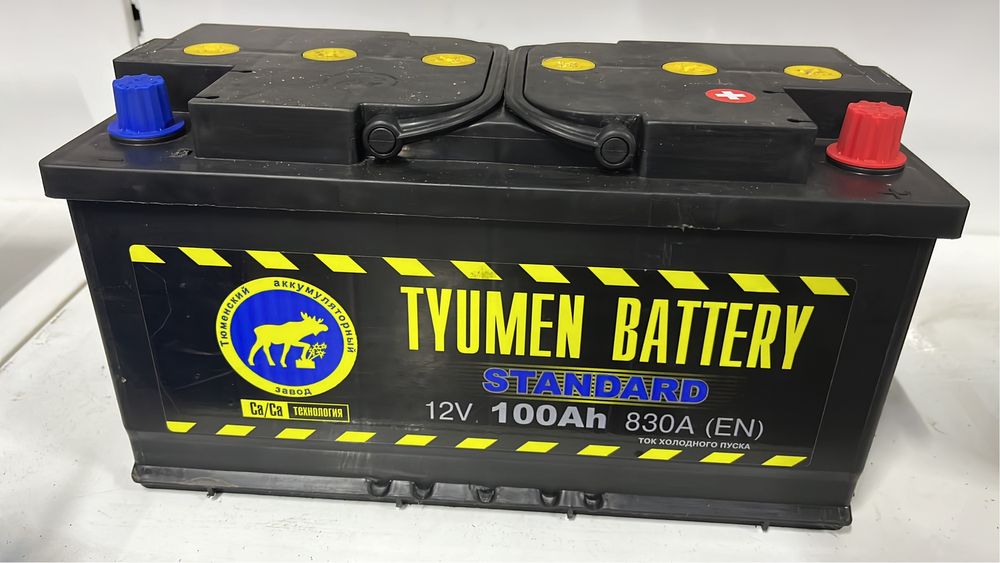 Тюменский аккумуляторный
завод
Ca/Ca технология
TYUMEN BATTERY
STANDARD
12V 100Ah 830A (EN)
ТОК ХОЛОДНОГО ПУСКА